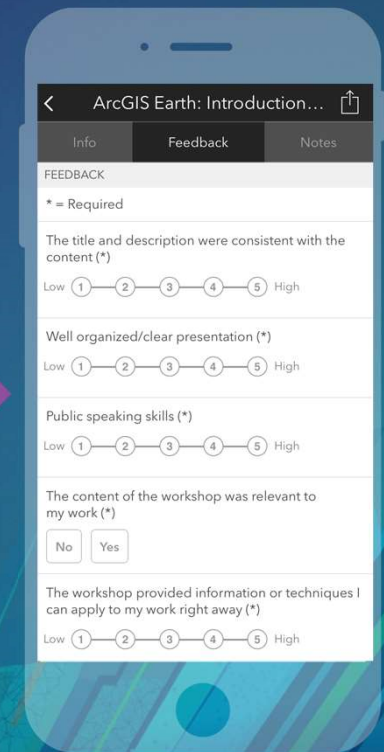 ArcGIS Earth: Introduction...
Info Feedback Notes
FEEDBACK
* = Required
The title and description were consistent with the
content (*)
Low 1 2 3 4 5 High
Well organized/clear presentation (*)
Low 1 2 3 4 5 High
Public speaking skills (*)
Low 1 2 3 4 5 High
The content of the workshop was relevant to
my work (*)
No Yes
The workshop provided information or techniques I
can apply to my work right away (*)
Low 1 2 3 4 5 High